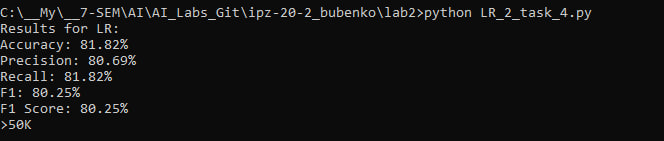 C:\__My\__7-SEM\AI\AI_Labs_Git\ipz-20-2_bubenko\lab2>python LR_2_task_4.py
Results for LR:
Accuracy: 81.82%
Precision: 80.69%
Recall: 81.82%
F1: 80.25%
F1 Score: 80.25%
>50K